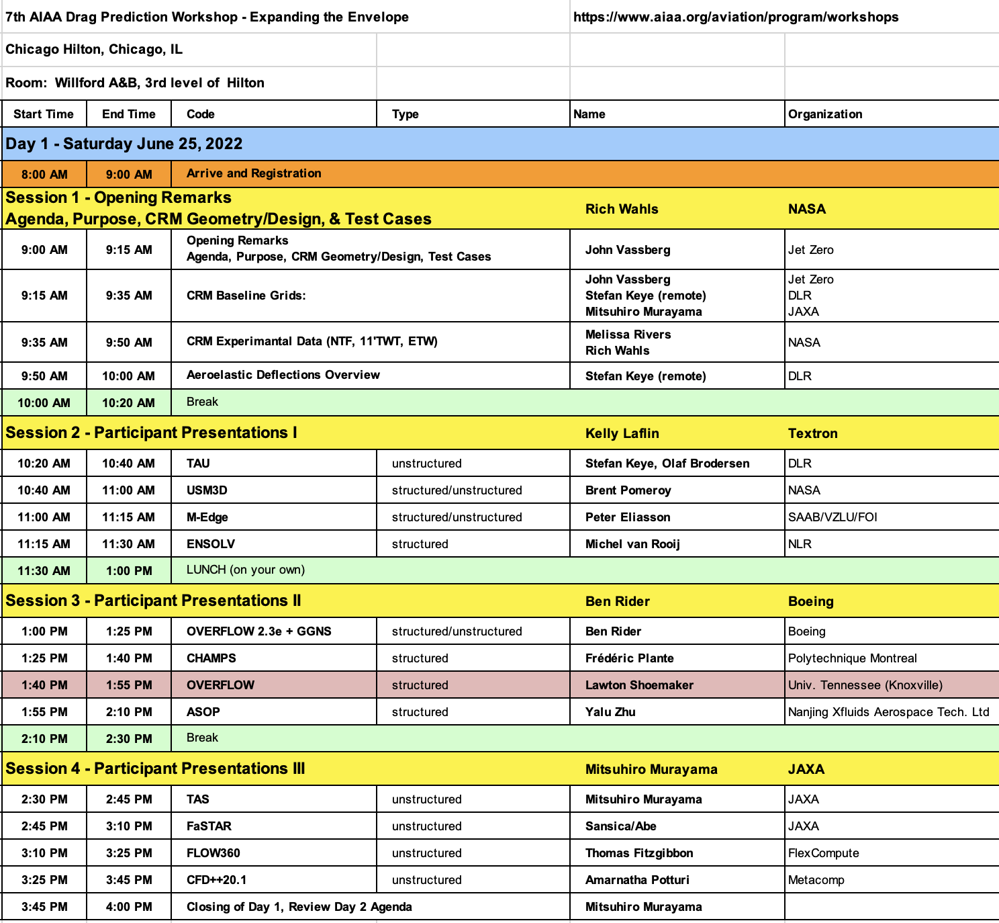 7th AIAA Drag Prediction Workshop - Expanding the Envelope https://www.aiaa.org/aviation/program/workshops
Chicago Hilton, Chicago, IL
Room: Willford A&B, 3rd level of Hilton
Start Time End Time Code Type Name Organization
Day 1 - Saturday June 25, 2022
8:00 AM 9:00 AM Arrive and Registration
Session 1 - Opening Remarks
Agenda, Purpose, CRM Geometry/Design, & Test Cases Rich Wahls NASA
9:00 AM 9:15 AM Opening Remarks
Agenda, Purpose, CRM Geometry/Design, Test Cases John Vassberg Jet Zero
9:15 AM 9:35 AM CRM Baseline Grids: John Vassberg Jet Zero
Stefan Keye (remote) DLR
Mitsuhiro Murayama JAXA
9:35 AM 9:50 AM CRM Experimantal Data (NTF, 11'TWT, ETW) Melissa Rivers
Rich Wahls NASA
9:50 AM 10:00 AM Aeroelastic Deflections Overview Stefan Keye (remote) DLR
10:00 AM 10:20 AM Break
Session 2 - Participant Presentations I Kelly Laflin Textron
10:20 AM 10:40 AM TAU unstructured Stefan Keye, Olaf Brodersen DLR
10:40 AM 11:00 AM USM3D structured/unstructured Brent Pomeroy NASA
11:00 AM 11:15 AM M-Edge structured/unstructured Peter Eliasson SAAB/VZLU/FOI
11:15 AM 11:30 AM ENSOLV structured Michel van Rooij NLR
11:30 AM 1:00 PM LUNCH (on your own)
Session 3 - Participant Presentations II Ben Rider Boeing
1:00 PM 1:25 PM OVERFLOW 2.3e + GGNS structured/unstructured Ben Rider Boeing
1:25 PM 1:40 PM CHAMPS structured Frédéric Plante Polytechnique Montreal
1:40 PM 1:55 PM OVERFLOW structured Lawton Shoemaker Univ. Tennessee (Knoxville)
1:55 PM 2:10 PM ASOP structured Yalu Zhu Nanjing Xfluids Aerospace Tech. Ltd
2:10 PM 2:30 PM Break
Session 4 - Participant Presentations III Mitsuhiro Murayama JAXA
2:30 PM 2:45 PM TAS unstructured Mitsuhiro Murayama JAXA
2:45 PM 3:10 PM FaSTAR unstructured Sansica/Abe JAXA
3:10 PM 3:25 PM FLOW360 unstructured Thomas Fitzgibbon FlexCompute
3:25 PM 3:45 PM CFD++20.1 unstructured Amarnatha Potturi Metacomp
3:45 PM 4:00 PM Closing of Day 1, Review Day 2 Agenda Mitsuhiro Murayama